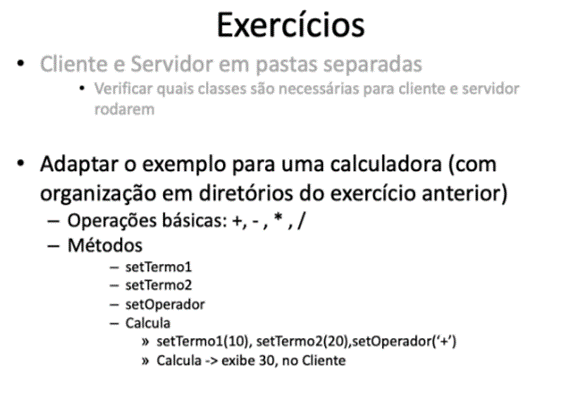 Exercícios
• Cliente e Servidor em pastas separadas
• Verificar quais classes são necessárias para cliente e servidor
rodarem
• Adaptar o exemplo para uma calculadora (com
organização em diretórios do exercício anterior)
– Operações básicas: +, - , * , /
– Métodos
– setTermo1
– setTermo2
– setOperador
– Calcula
» setTermo1(10), setTermo2(20),setOperador(‘+’)
» Calcula -> exibe 30, no Cliente